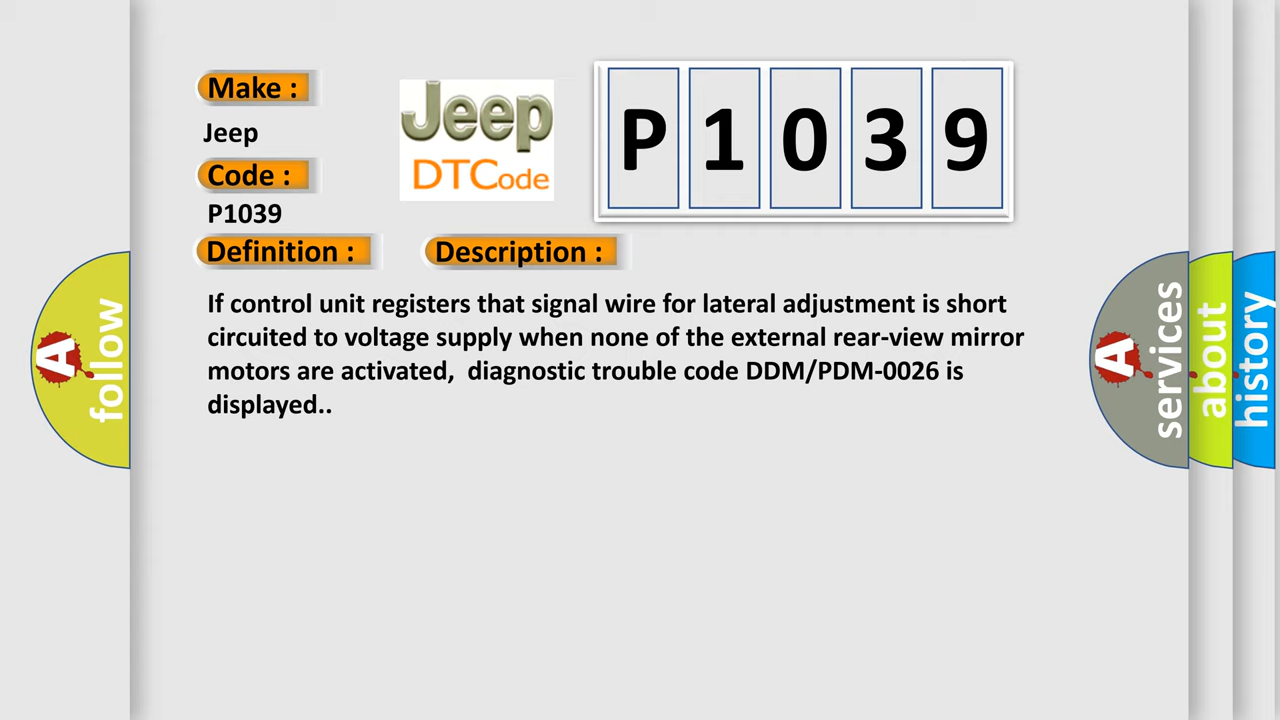 Make :
Jeep
Code :
P1039
Jeep
DTCode
P 1 0 3 9
Definition :
Description :
If control unit registers that signal wire for lateral adjustment is short
circuited to voltage supply when none of the external rear-view mirror
motors are activated, diagnostic trouble code DDM/PDM-0026 is
displayed..
A follow
A services
about
history